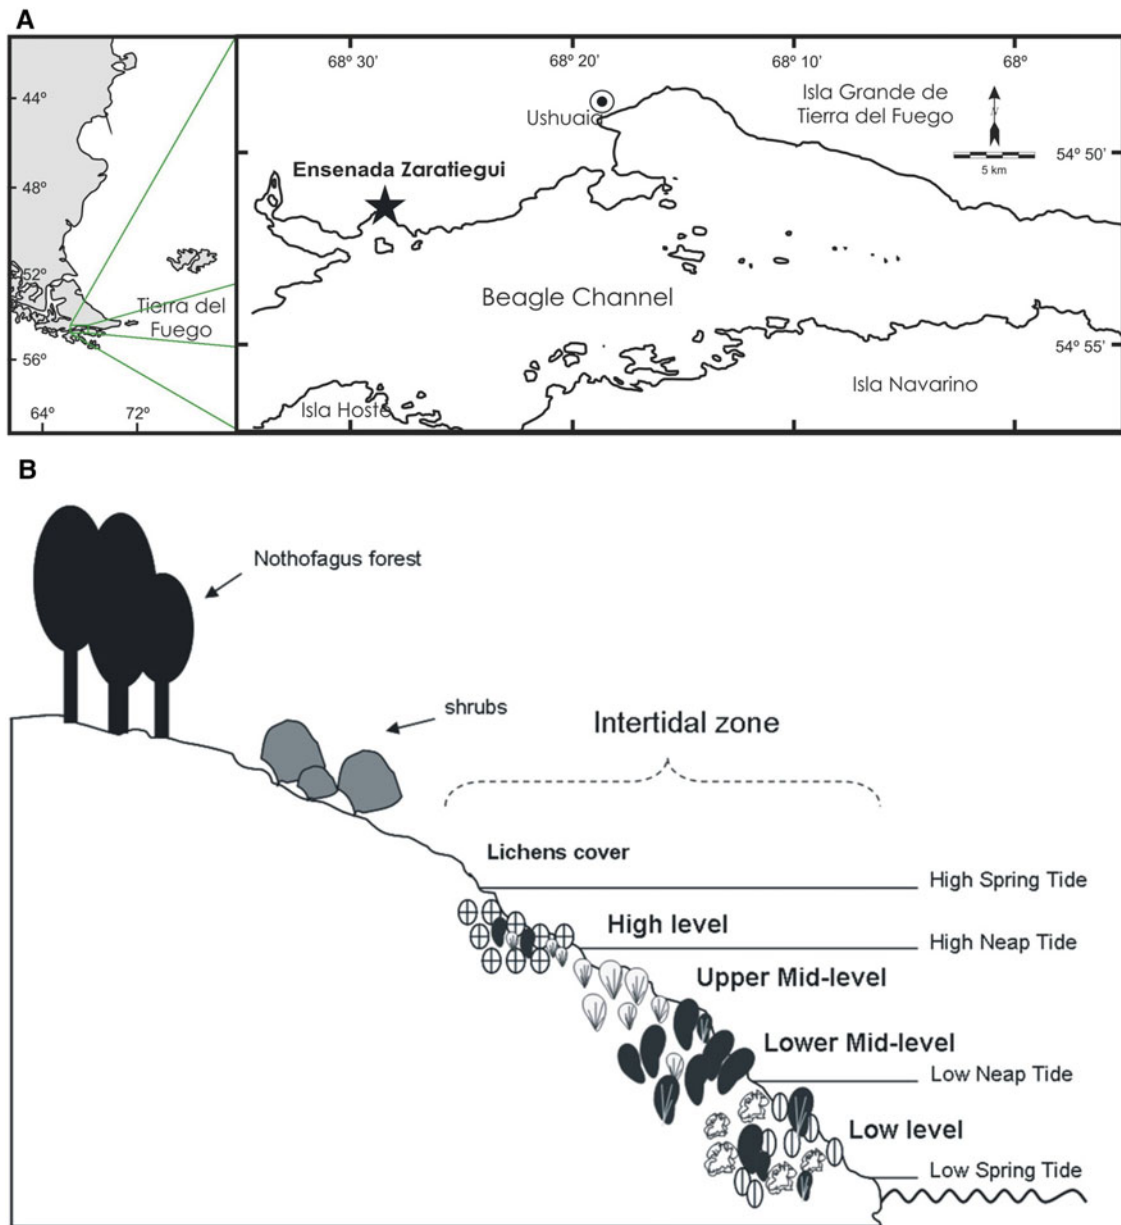 A
44°
48°
52°
56°
64°
72°
Tierra del
Fuego
68° 30'
68° 20'
68° 10'
68°
Ushuaia
Isla Grande de
Tierra del Fuego
N
5 km
54° 50'
Ensenada Zaratiegui
Beagle Channel
54° 55'
Isla Navarino
Isla Hoste
B
Nothofagus forest
shrubs
Intertidal zone
Lichens cover
High Spring Tide
High level
High Neap Tide
Upper Mid-level
Lower Mid-level
Low Neap Tide
Low level
Low Spring Tide